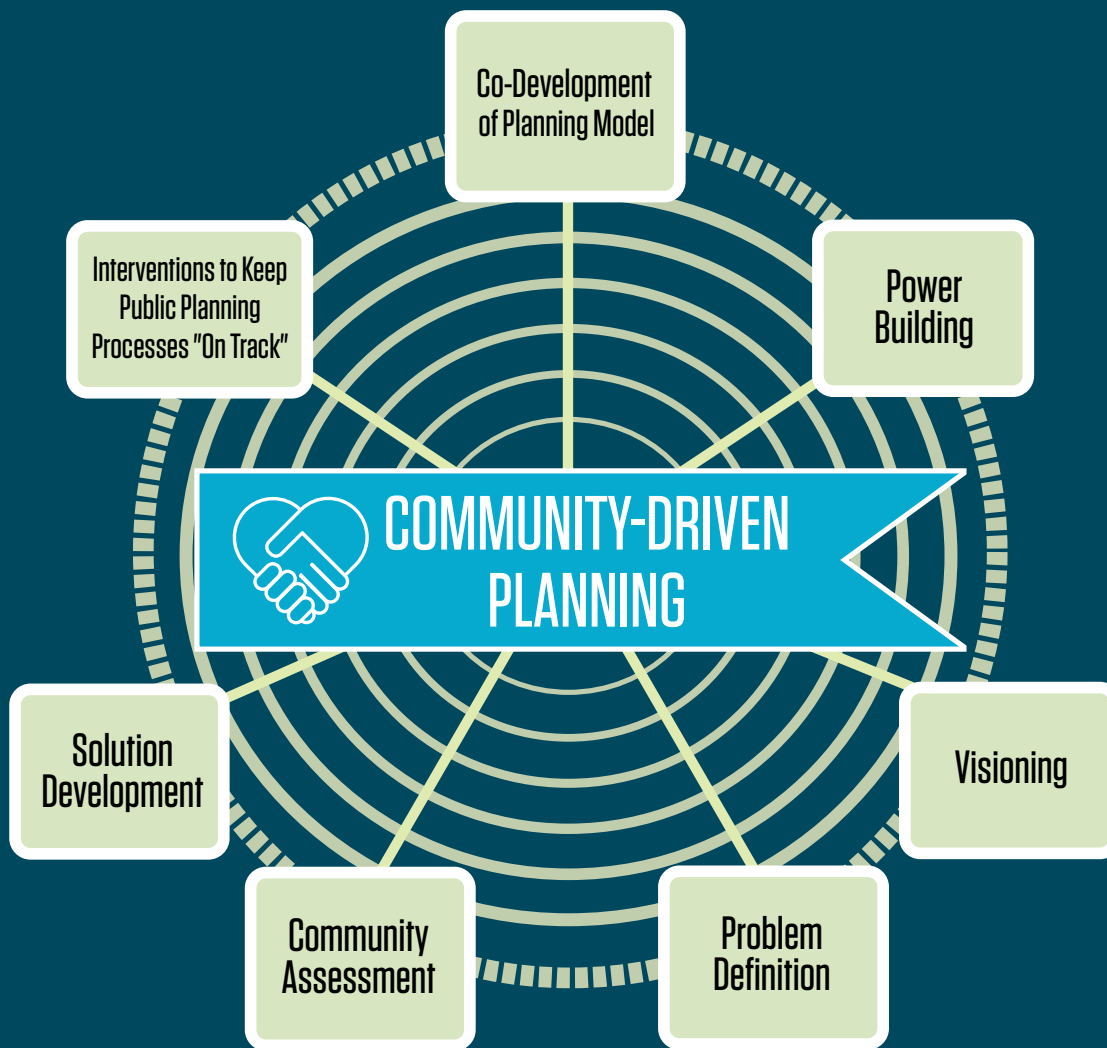 Co-Development
of Planning Model
Interventions to Keep
Public Planning
Processes "On Track"
Power
Building
COMMUNITY-DRIVEN
PLANNING
Solution
Development
Visioning
Community
Assessment
Problem
Definition